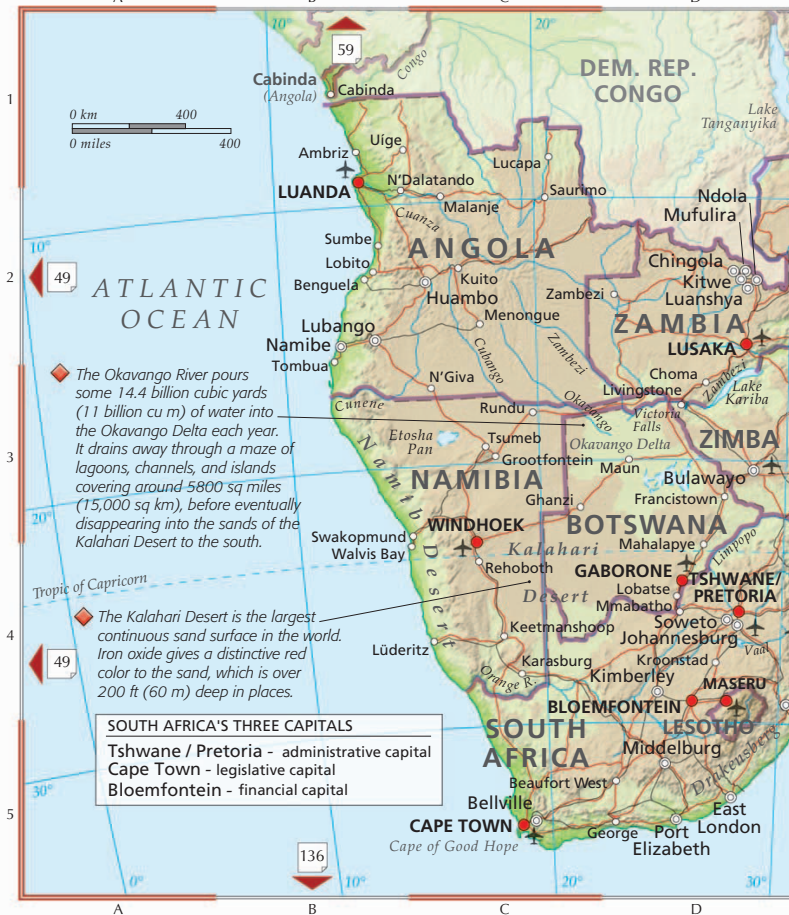 A
B
C
D
10°
20°
59
Congo
Cabinda
(Angola)
Cabinda
DEM. REP.
CONGO
1
0 km 400
0 miles 400
Lake
Tanganyika
Uíge
Ambriz
Lucapa
LUANDA
N'Dalatando
Saurimo
Ndola
Malanje
Mufulira
Cuanza
10°
Sumbe
ANGOLA
Chingola
Lobito
Kitwe
2
49
Benguela
Kuito
Huambo
Zambezi
Luanshya
ATLANTIC
OCEAN
Menongue
ZAMBIA
Lubango
Namibe
LUSAKA
Tombua
Cubango
Zambezi
Choma
Zambezi
N'Giva
Livingstone
Lake
Kariba
Cunene
Rundu
Okavango
Victoria
Falls
The Okavango River pours
some 14.4 billion cubic yards
(11 billion cu m) of water into
the Okavango Delta each year.
It drains away through a maze of
lagoons, channels, and islands
covering around 5800 sq miles
(15,000 sq km), before eventually
disappearing into the sands of the
Kalahari Desert to the south.
Etosha
Pan
Tsumeb
Okavango Delta
ZIMBA
3
Grootfontein
Maun
Bulawayo
NAMIBIA
Ghanzi
Francistown
20°
Namib Desert
WINDHOEK
BOTSWANA
Swakopmund
Walvis Bay
Kalahari
Desert
Mahalapye
Limpopo
Rehoboth
GABORONE
TSHWANE/
PRETORIA
Tropic of Capricorn
Lobatse
Mmabatho
The Kalahari Desert is the largest
continuous sand surface in the world.
Iron oxide gives a distinctive red
color to the sand, which is over
200 ft (60 m) deep in places.
4
Keetmanshoop
Soweto
Johannesburg
Lüderitz
Vaal
49
Karasburg
Kroonstad
Orange R.
Kimberley
MASERU
BLOEMFONTEIN
LESOTHO
SOUTH AFRICA'S THREE CAPITALS
Tshwane / Pretoria - administrative capital
Cape Town - legislative capital
Bloemfontein - financial capital
SOUTH
AFRICA
Middelburg
Drakensberg
30°
Beaufort West
5
Bellville
East
London
CAPE TOWN
George
Port
Elizabeth
Cape of Good Hope
136
0°
10°
20°
30°
A
B
C
D